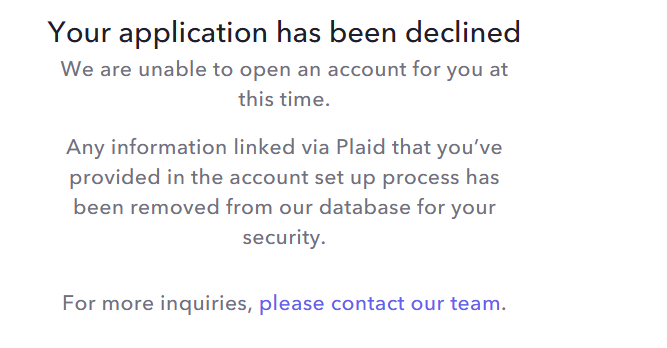 Your application has been declined
We are unable to open an account for you at
this time.
Any information linked via Plaid that you’ve
provided in the account set up process has
been removed from our database for your
security.
For more inquiries, please contact our team.